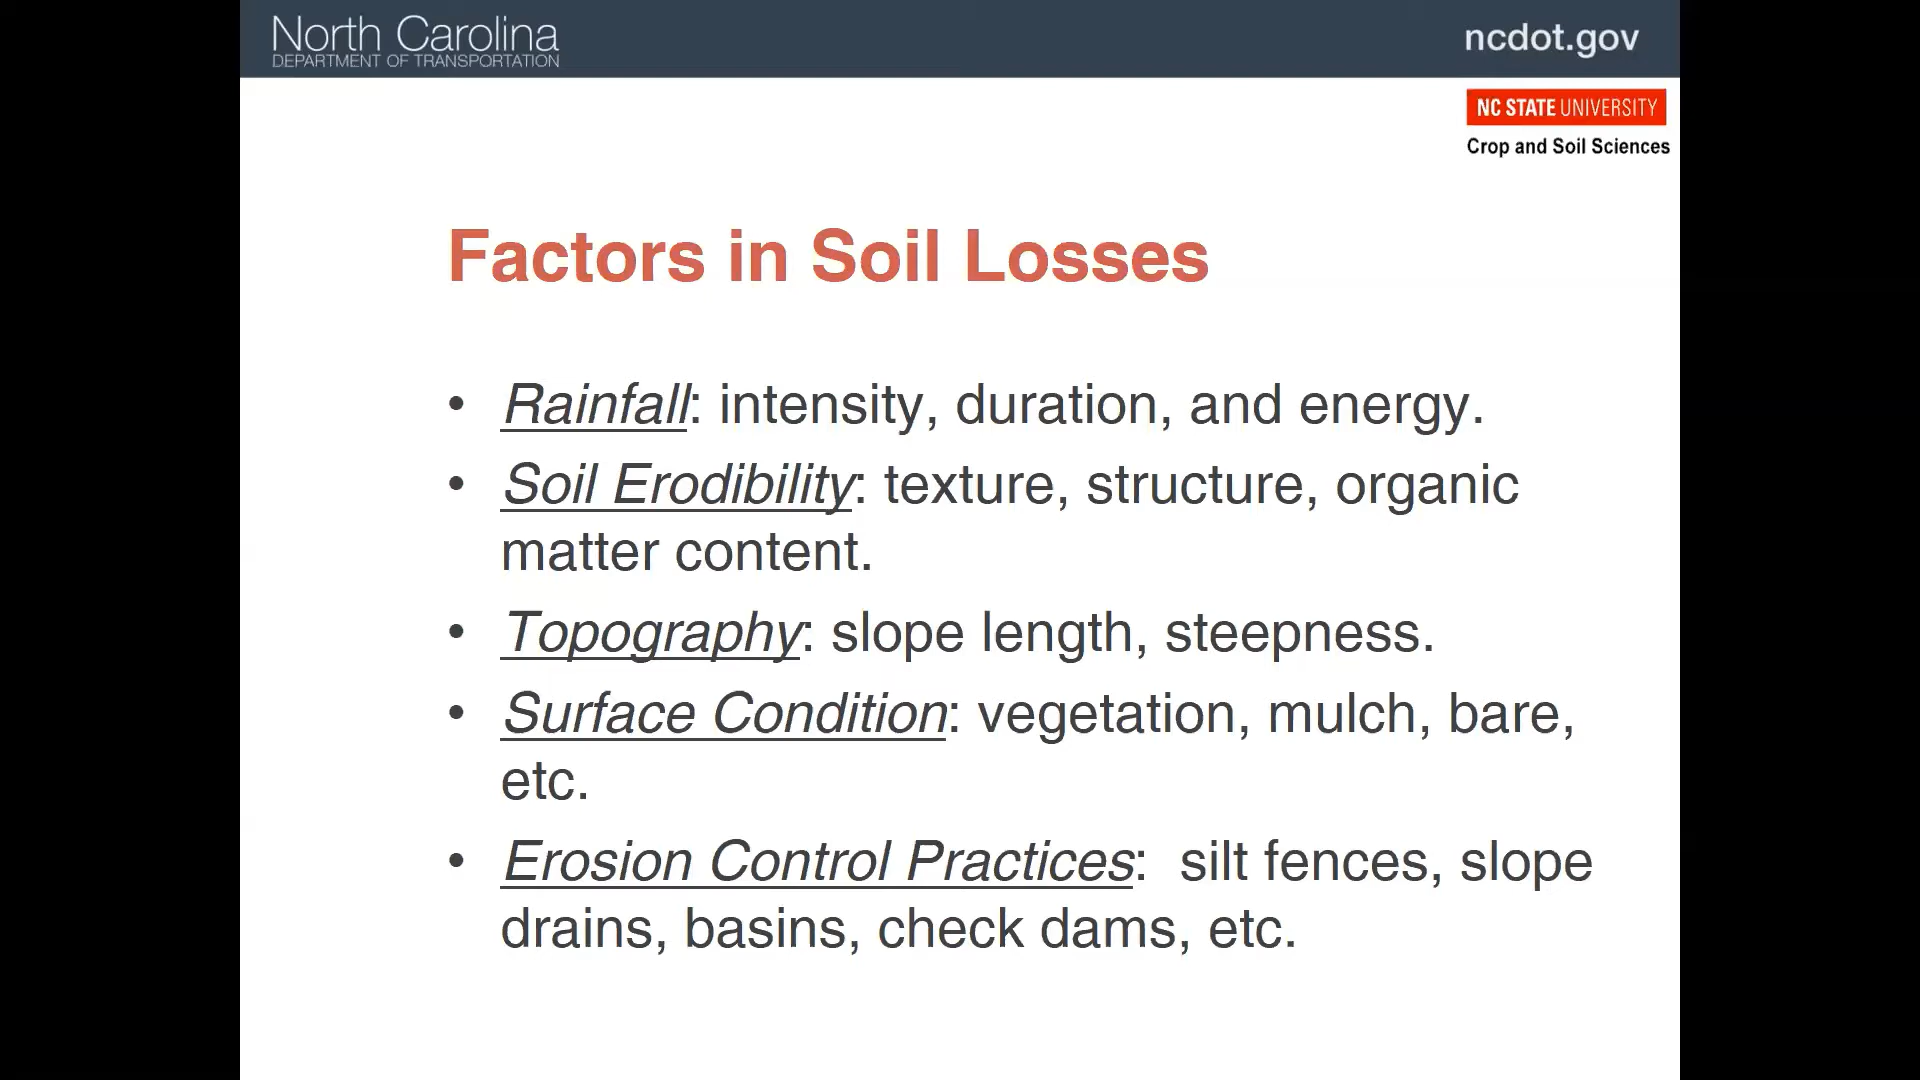 North Carolina
DEPARTMENT OF TRANSPORTATION
ncdot.gov
NC STATE UNIVERSITY
Crop and Soil Sciences
Factors in Soil Losses
• Rainfall: intensity, duration, and energy.
• Soil Erodibility: texture, structure, organic
matter content.
• Topography: slope length, steepness.
• Surface Condition: vegetation, mulch, bare,
etc.
• Erosion Control Practices:  silt fences, slope
drains, basins, check dams, etc.